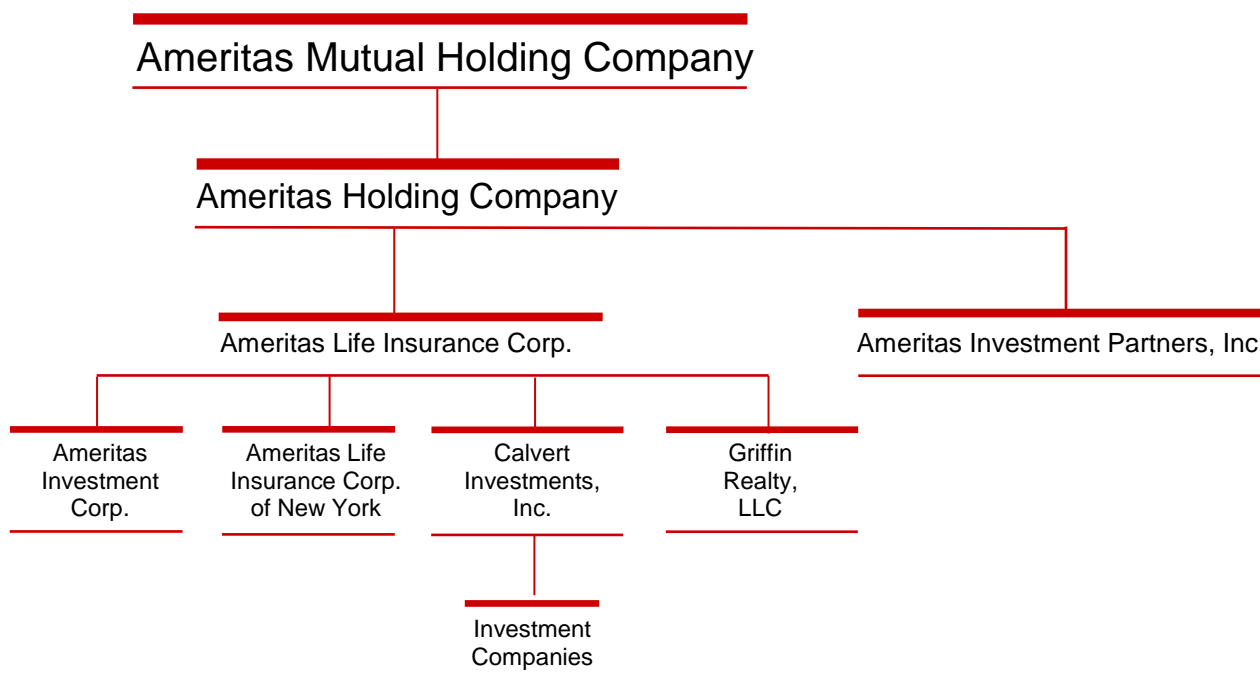 Ameritas Mutual Holding Company
Ameritas Holding Company
Ameritas Life Insurance Corp.
Ameritas Investment Partners, Inc
Ameritas
Investment
Corp.
Ameritas Life
Insurance Corp.
of New York
Calvert
Investments,
Inc.
Griffin
Realty,
LLC
Investment
Companies